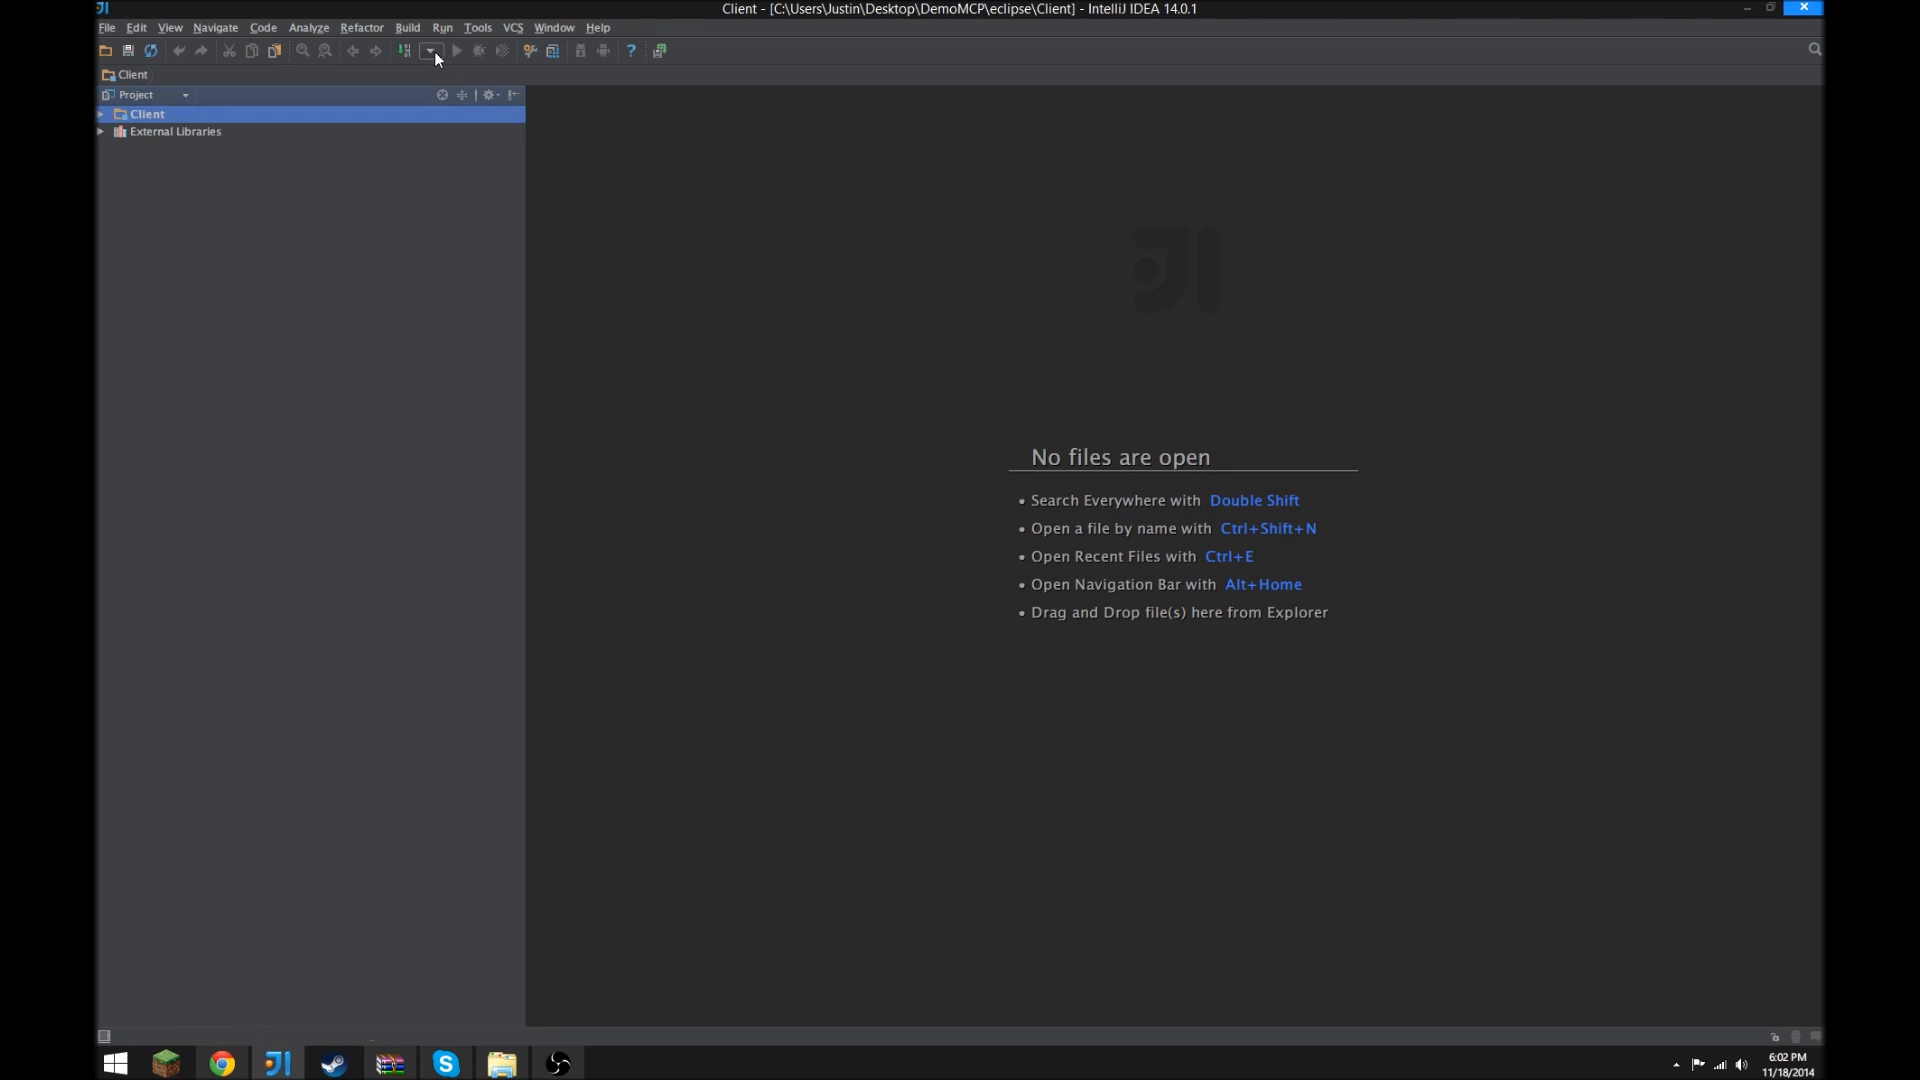 Client - [C:\Users\Justin\Desktop\DemoMCP\eclipse\Client] - IntelliJ IDEA 14.0.1
File Edit View Navigate Code Analyze Refactor Build Run Tools VCS Window Help
Client
Project
Client
External Libraries
No files are open
• Search Everywhere with Double Shift
• Open a file by name with Ctrl+Shift+N
• Open Recent Files with Ctrl+E
• Open Navigation Bar with Alt+Home
• Drag and Drop file(s) here from Explorer
6:02 PM
11/18/2014